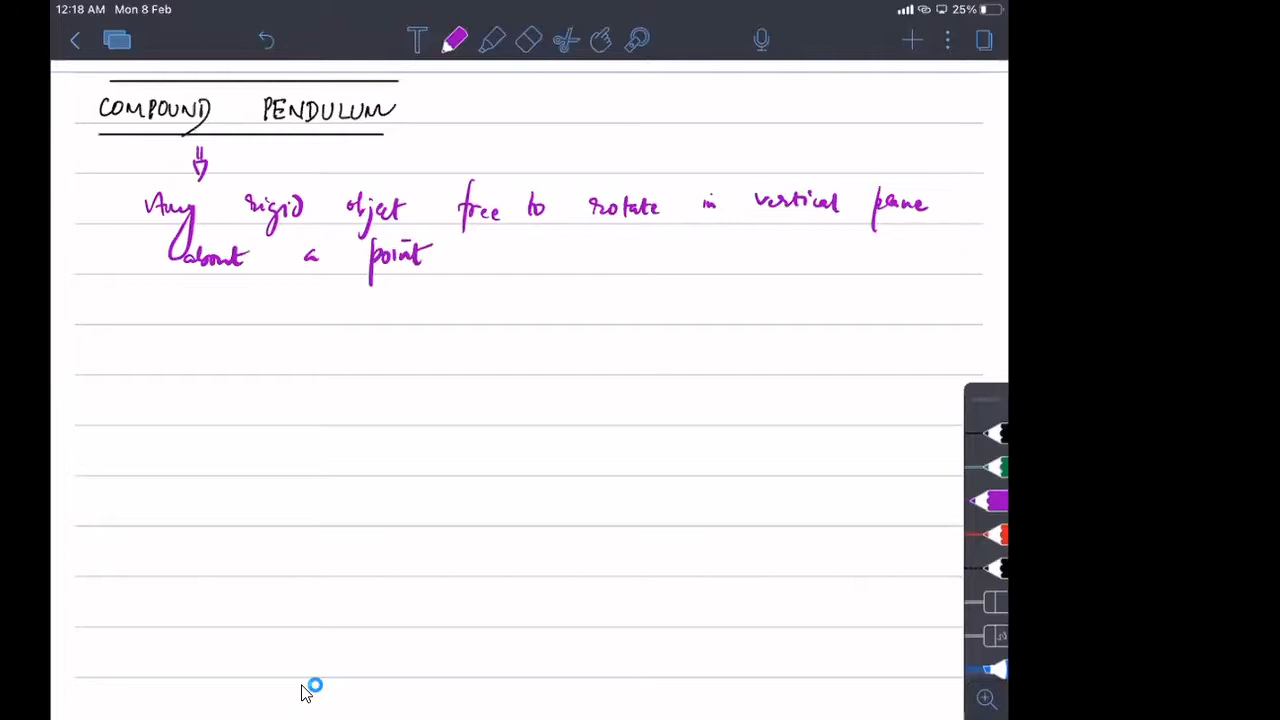 12:18 AM Mon 8 Feb
25%
COMPOUND PENDULUM
Any rigid object free to rotate in vertical plane
about a point